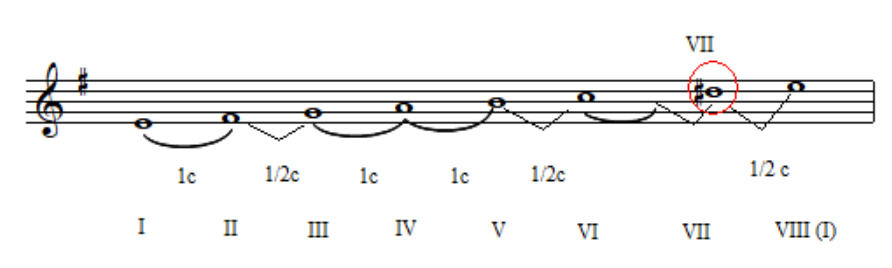 VII
1c 1/2c 1c 1c 1/2c 1/2 c
I II III IV V VI VII VIII (I)